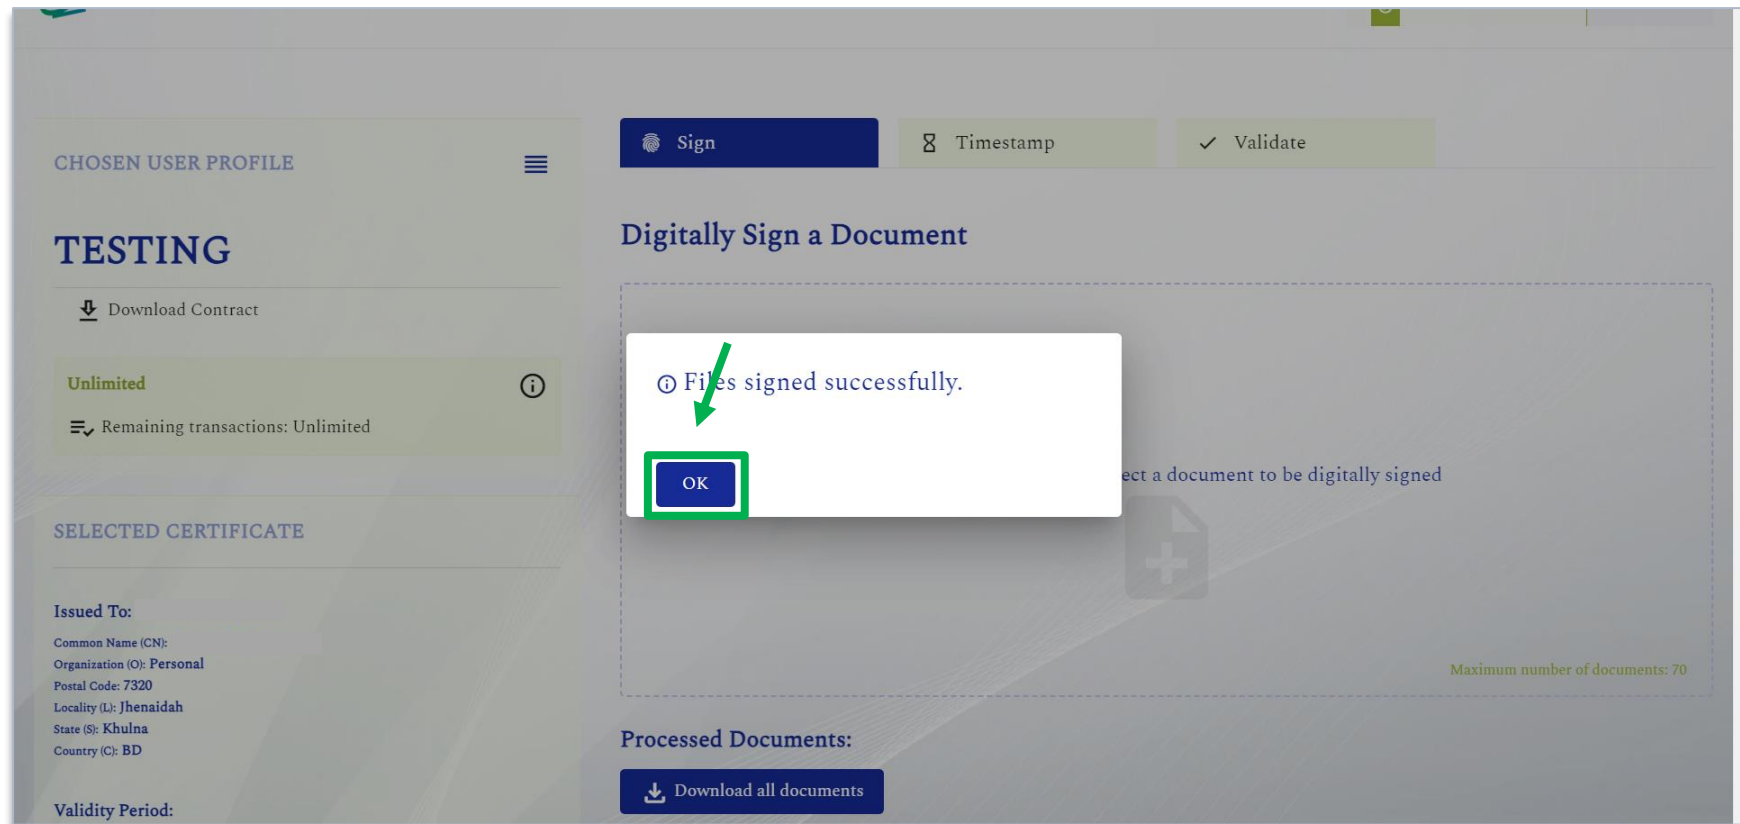 CHOSEN USER PROFILE
TESTING
Download Contract
Unlimited
Remaining transactions: Unlimited
SELECTED CERTIFICATE
Issued To:
Common Name (CN):
Organization (O): Personal
Postal Code: 7320
Locality (L): Jhenaidah
State (S): Khulna
Country (C): BD
Validity Period:
Sign
Timestamp
Validate
Digitally Sign a Document
Files signed successfully.
OK
ect a document to be digitally signed
Maximum number of documents: 70
Processed Documents:
Download all documents